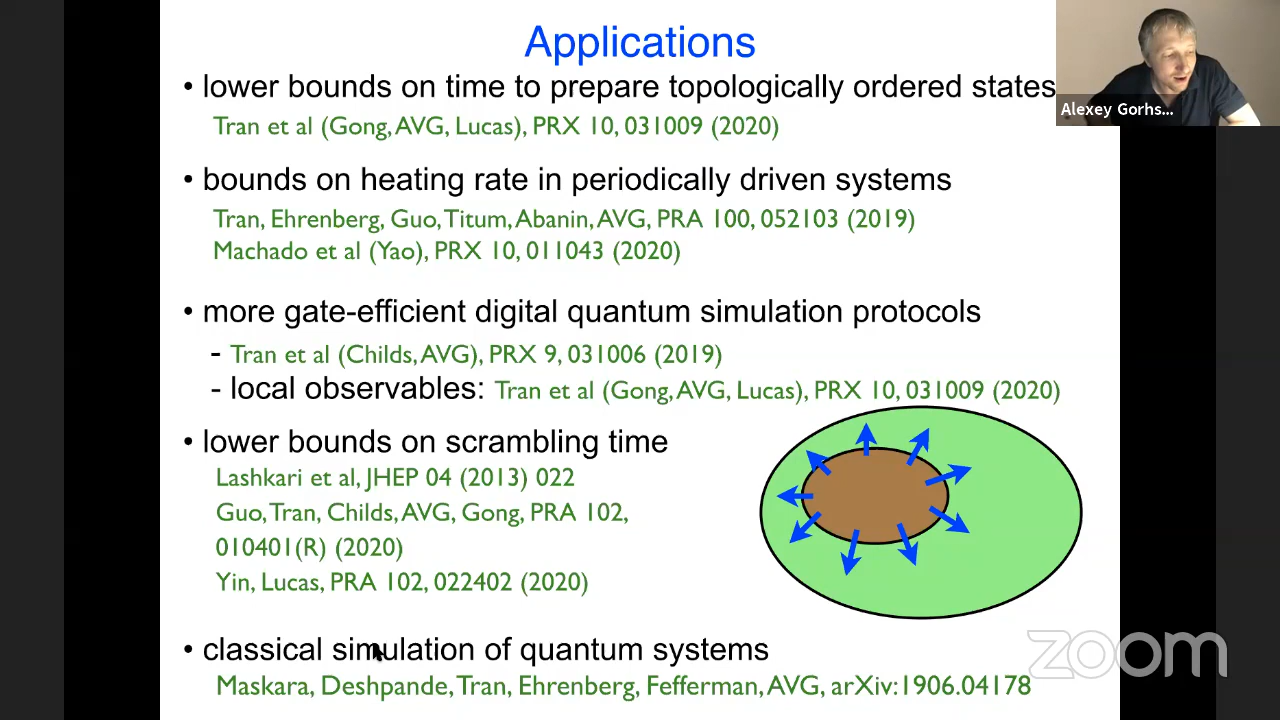 Applications
• lower bounds on time to prepare topologically ordered states
Tran et al (Gong, AVG, Lucas), PRX 10, 031009 (2020)
Alexey Gorhs...
• bounds on heating rate in periodically driven systems
Tran, Ehrenberg, Guo, Titum, Abanin, AVG, PRA 100, 052103 (2019)
Machado et al (Yao), PRX 10, 011043 (2020)
• more gate-efficient digital quantum simulation protocols
- Tran et al (Childs, AVG), PRX 9, 031006 (2019)
- local observables: Tran et al (Gong, AVG, Lucas), PRX 10, 031009 (2020)
• lower bounds on scrambling time
Lashkari et al, JHEP 04 (2013) 022
Guo, Tran, Childs, AVG, Gong, PRA 102,
010401(R) (2020)
Yin, Lucas, PRA 102, 022402 (2020)
• classical simulation of quantum systems
Maskara, Deshpande, Tran, Ehrenberg, Fefferman, AVG, arXiv:1906.04178
zoom